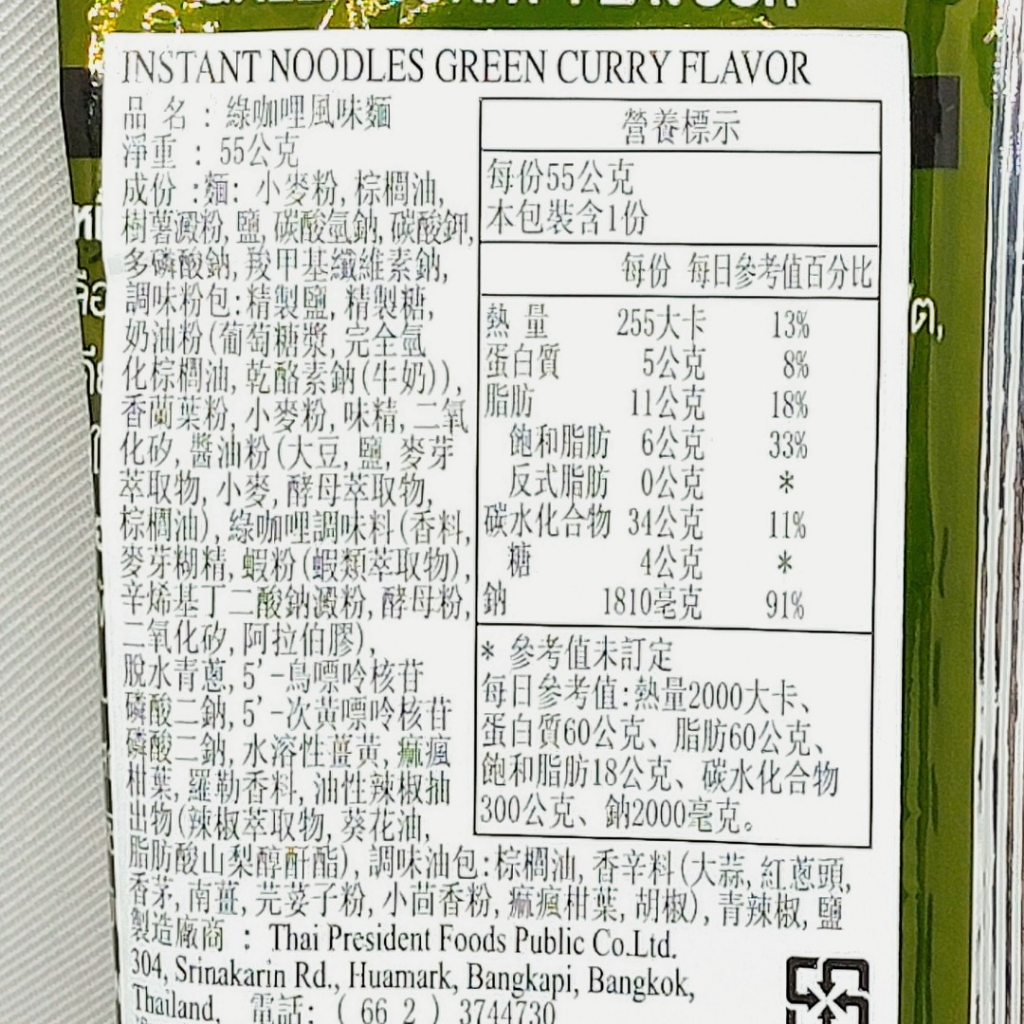 INSTANT NOODLES GREEN CURRY FLAVOR
品 名 : 綠咖哩風味麵
淨重 : 55公克
成份 :麵: 小麥粉, 棕櫚油,
樹薯澱粉, 鹽, 碳酸氫鈉, 碳酸鉀,
多磷酸鈉, 羧甲基纖維素鈉,
調味粉包: 精製鹽, 精製糖,
奶油粉(葡萄糖漿, 完全氫
化棕櫚油, 乾酪素鈉(牛奶)),
香蘭葉粉, 小麥粉, 味精, 二氧
化矽, 醬油粉(大豆, 鹽, 麥芽
萃取物, 小麥, 酵母萃取物,
棕櫚油), 綠咖哩調味料(香料,
麥芽糊精, 蝦粉(蝦類萃取物),
辛烯基丁二酸鈉澱粉, 酵母粉,
二氧化矽, 阿拉伯膠),
脫水青蔥, 5'-鳥嘌呤核苷
磷酸二鈉, 5'-次黃嘌呤核苷
磷酸二鈉, 水溶性薑黃, 痲瘋
柑葉, 羅勒香料, 油性辣椒抽
出物(辣椒萃取物, 葵花油,
脂肪酸山梨醇酐酯), 調味油包: 棕櫚油, 香辛料(大蒜, 紅蔥頭,
香茅, 南薑, 芫荽子粉, 小茴香粉, 痲瘋柑葉, 胡椒), 青辣椒, 鹽
製造廠商 : Thai President Foods Public Co.Ltd.
304, Srinakarin Rd., Huamark, Bangkapi, Bangkok,
Thailand, 電話: ( 66 2 ) 3744730
營養標示
每份55公克
本包裝含1份
每份 每日參考值百分比
熱 量 255大卡 13%
蛋白質 5公克 8%
脂肪 11公克 18%
飽和脂肪 6公克 33%
反式脂肪 0公克 *
碳水化合物 34公克 11%
糖 4公克 *
鈉 1810毫克 91%
* 參考值未訂定
每日參考值:熱量2000大卡、
蛋白質60公克、脂肪60公克、
飽和脂肪18公克、碳水化合物
300公克、鈉2000毫克。